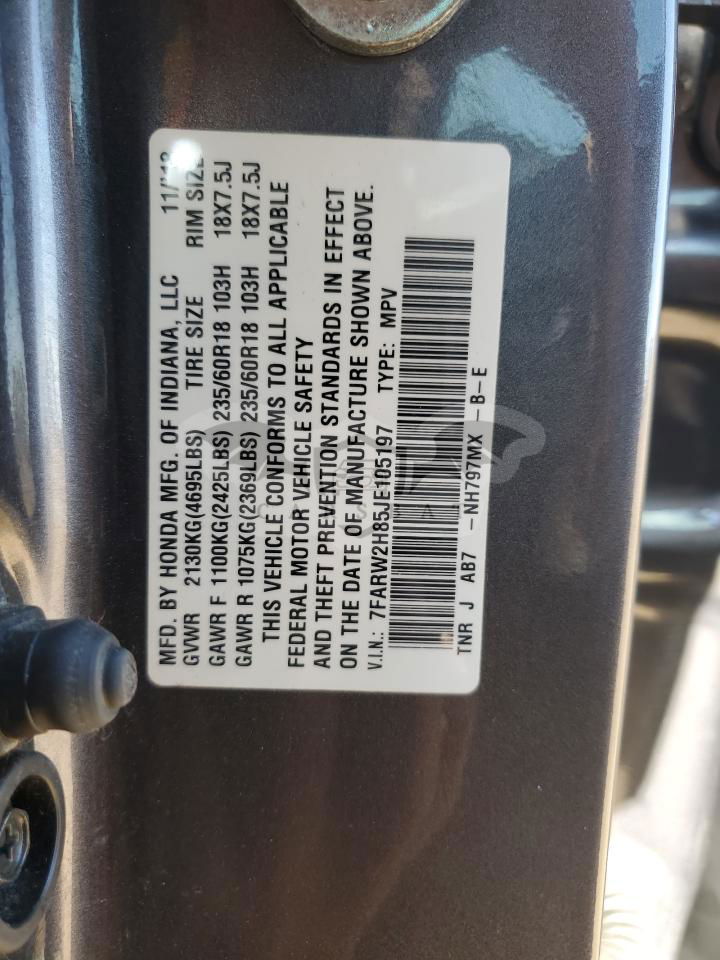 MFD. BY HONDA MFG. OF INDIANA, LLC 11/'18
GVWR 2130KG(4695LBS) TIRE SIZE RIM SIZE
GAWR F 1100KG(2425LBS) 235/60R18 103H 18X7.5J
GAWR R 1075KG(2369LBS) 235/60R18 103H 18X7.5J
THIS VEHICLE CONFORMS TO ALL APPLICABLE
FEDERAL MOTOR VEHICLE SAFETY
AND THEFT PREVENTION STANDARDS IN EFFECT
ON THE DATE OF MANUFACTURE SHOWN ABOVE.
V.I.N.: 7FARW2H85JE105197 TYPE: MPV
TNR J AB7 -NH797MX -B-E